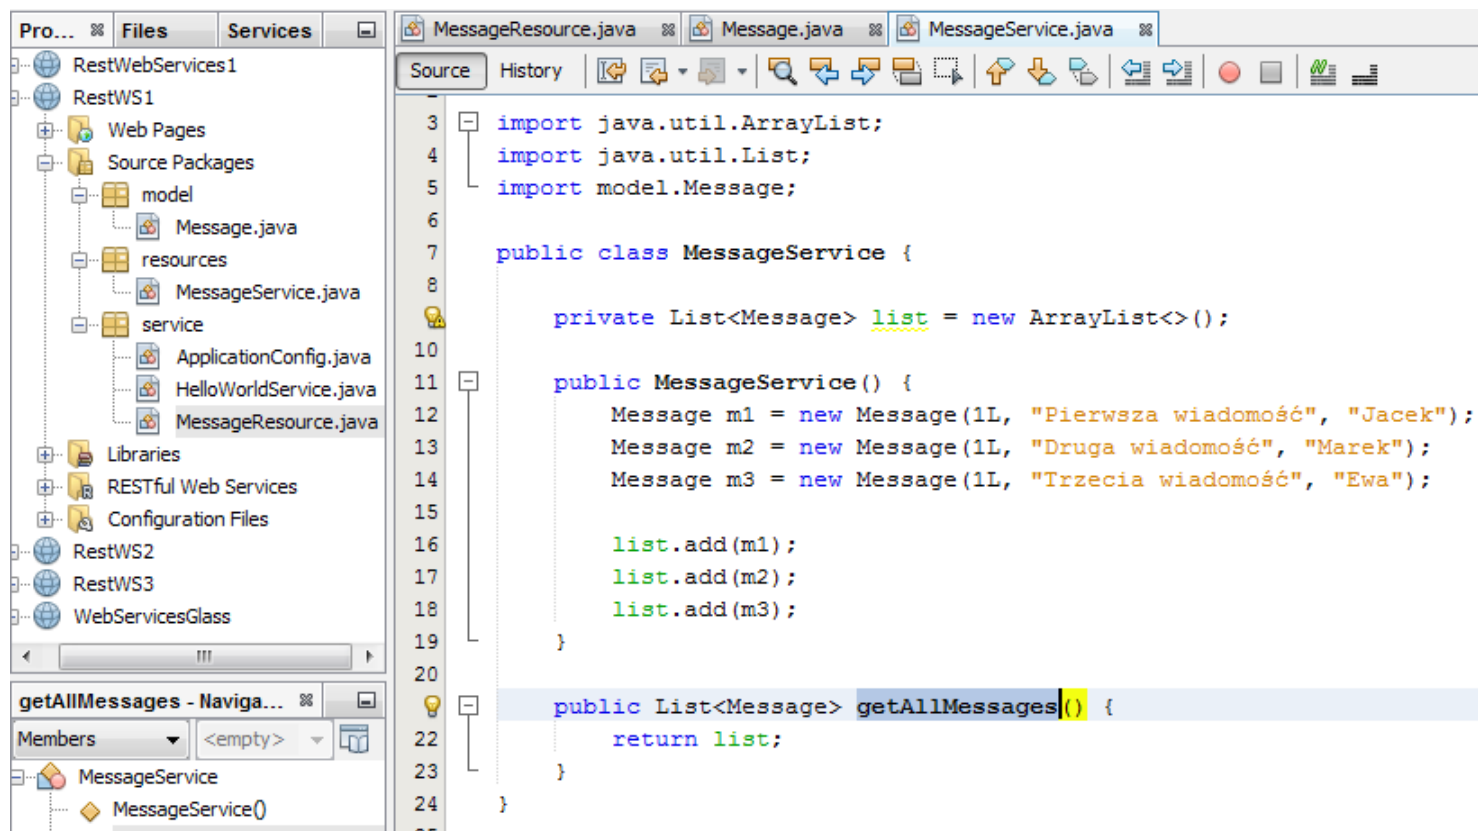 Pro... Files Services
RestWebServices1
RestWS1
Web Pages
Source Packages
model
Message.java
resources
MessageService.java
service
ApplicationConfig.java
HelloWorldService.java
MessageResource.java
Libraries
RESTful Web Services
Configuration Files
RestWS2
RestWS3
WebServicesGlass
getAllMessages - Naviga...
Members <empty>
MessageService
MessageService()
MessageResource.java Message.java MessageService.java
Source History
3 import java.util.ArrayList;
4 import java.util.List;
5 import model.Message;
6
7 public class MessageService {
8
private List<Message> list = new ArrayList<>();
10
11 public MessageService() {
12 Message m1 = new Message(1L, "Pierwsza wiadomość", "Jacek");
13 Message m2 = new Message(1L, "Druga wiadomość", "Marek");
14 Message m3 = new Message(1L, "Trzecia wiadomość", "Ewa");
15
16 list.add(m1);
17 list.add(m2);
18 list.add(m3);
19 }
20
public List<Message> getAllMessages() {
22 return list;
23 }
24 }